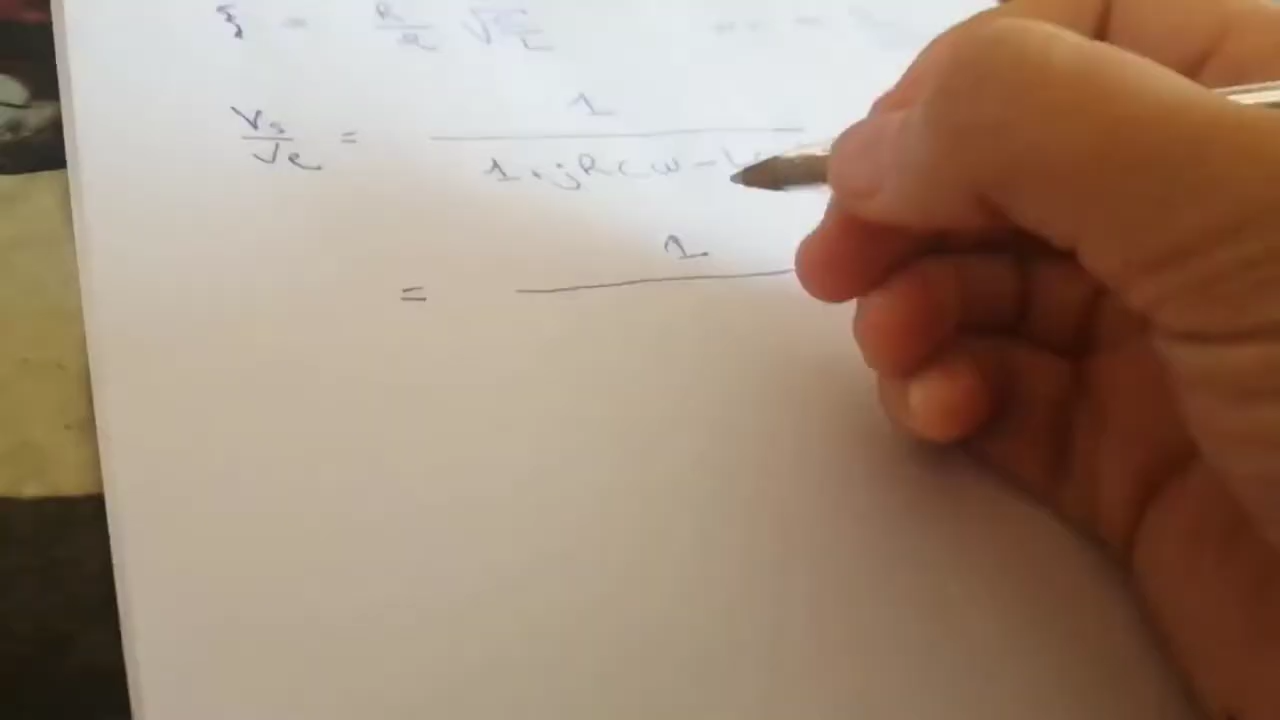 ξ = R/2 √C/L
Vs/Ve = 1/1+jRCω-L
= 1/